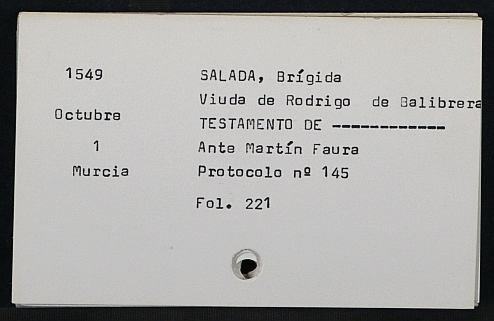 1549
Octubre
1
Murcia
SALADA, Brígida
Viuda de Rodrigo de Balibrera
TESTAMENTO DE ------------
Ante Martín Faura
Protocolo nº 145
Fol. 221